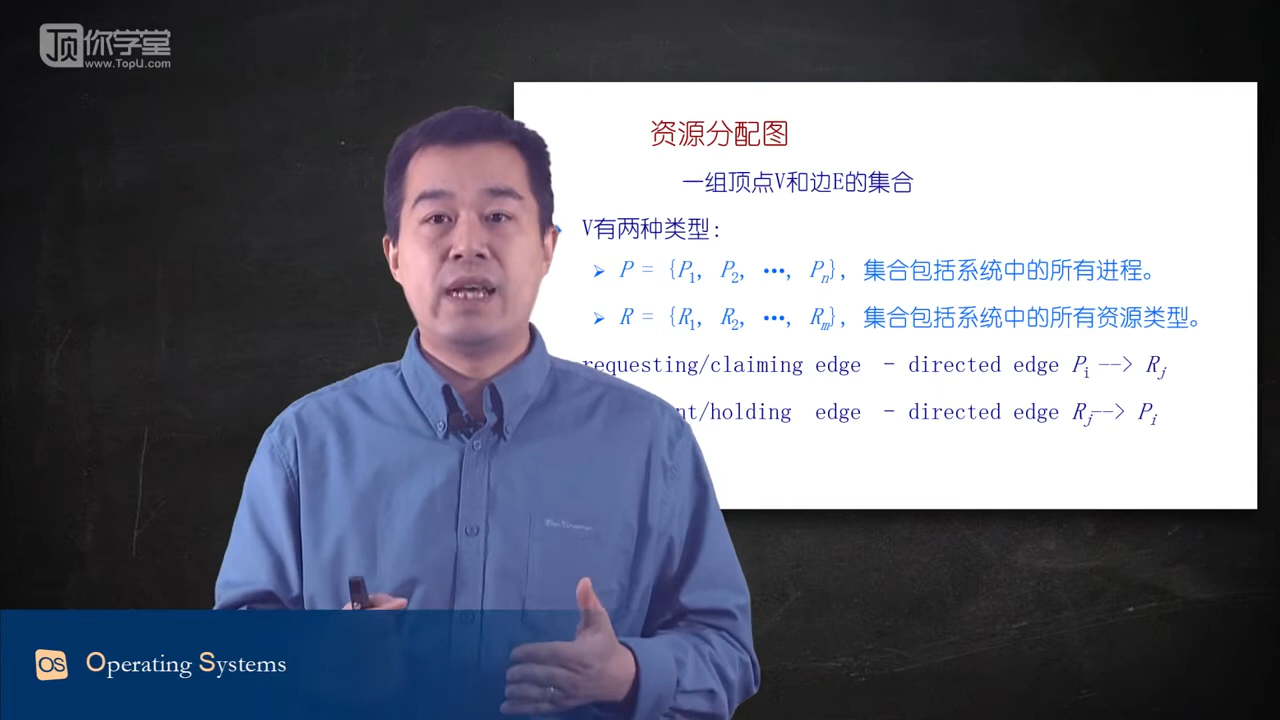 顶你学堂
www.TopU.com
资源分配图
一组顶点V和边E的集合
V有两种类型:
P = {P1, P2, …, Pn}, 集合包括系统中的所有进程。
R = {R1, R2, …, Rm}, 集合包括系统中的所有资源类型。
requesting/claiming edge - directed edge Pi --> Rj
nt/holding edge - directed edge Rj--> Pi
OS Operating Systems